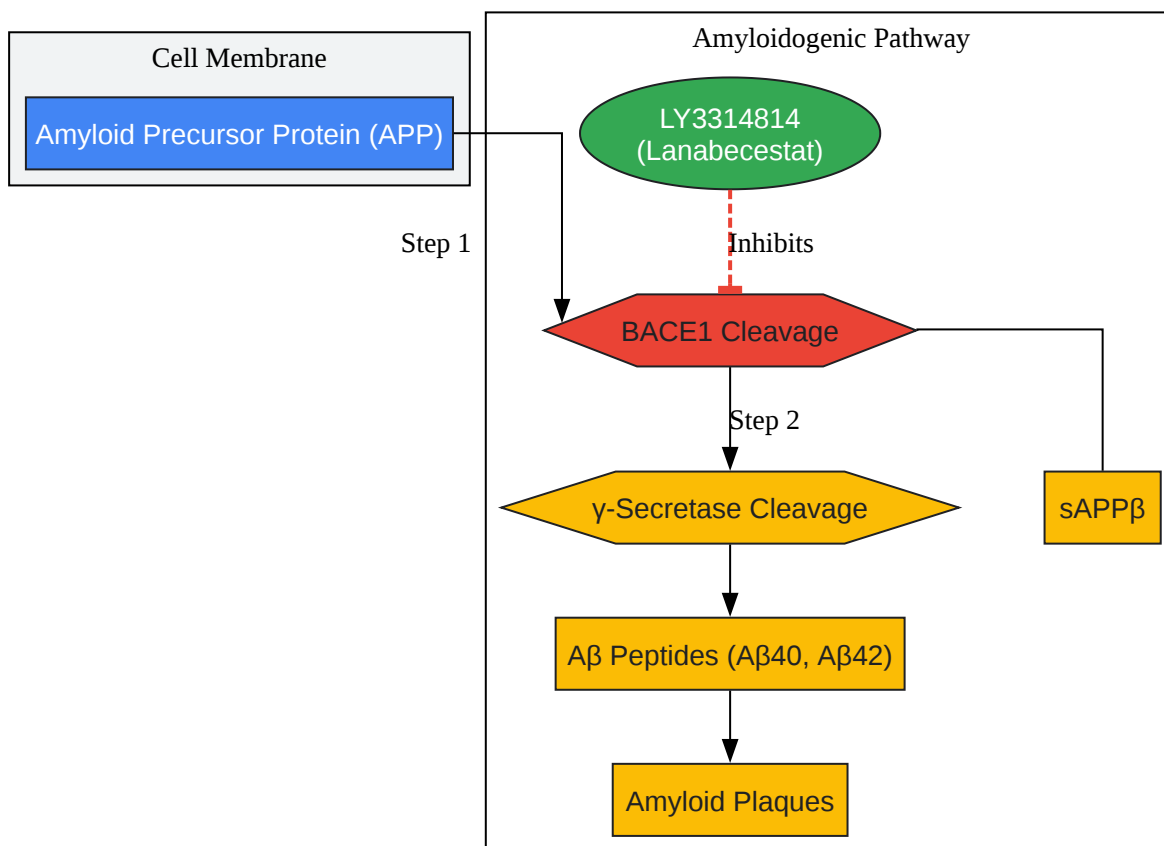 Cell Membrane
Amyloid Precursor Protein (APP)
Amyloidogenic Pathway
LY3314814
(Lanabecestat)
Step 1
Inhibits
BACE1 Cleavage
Step 2
γ-Secretase Cleavage
sAPPβ
Aβ Peptides (Aβ40, Aβ42)
Amyloid Plaques